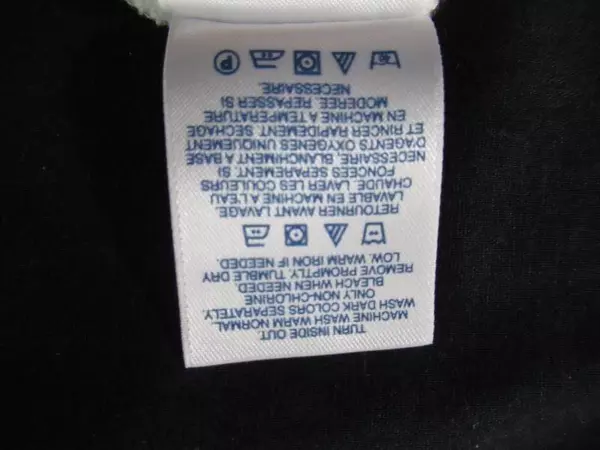 TURN INSIDE OUT.
MACHINE WASH WARM NORMAL.
WASH DARK COLORS SEPARATELY.
ONLY NON-CHLORINE
BLEACH WHEN NEEDED.
REMOVE PROMPTLY. TUMBLE DRY
LOW. WARM IRON IF NEEDED.
RETOURNER AVANT LAVAGE.
LAVABLE EN MACHINE A L'EAU
CHAUDE. LAVER LES COULEURS
FONCEES SEPAREMENT. SI
NECESSAIRE, BLANCHIMENT A BASE
D'AGENTS OXYGENES UNIQUEMENT
ET RINCER RAPIDEMENT. SECHAGE
EN MACHINE A TEMPERATURE
MODEREE. REPASSER SI
NECESSAIRE.
P 40